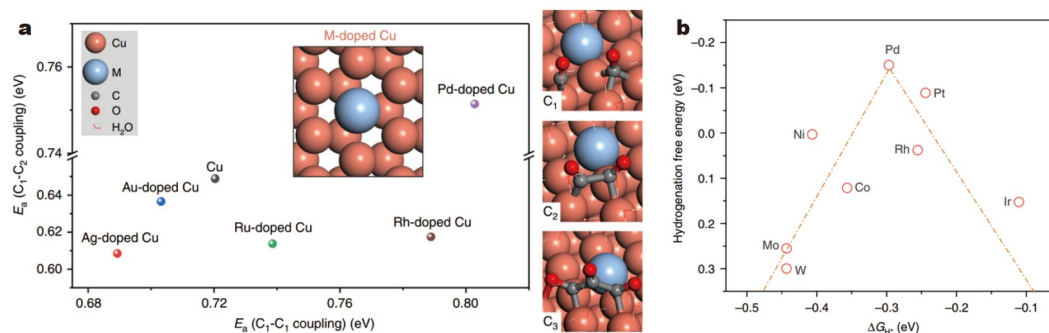 a
Cu
M
C
O
H₂O
M-doped Cu
Pd-doped Cu
Cu
Au-doped Cu
Ag-doped Cu
Ru-doped Cu
Rh-doped Cu
0.76
0.74
0.64
0.62
0.60
Eₐ (C₁-C₂ coupling) (eV)
0.68 0.72 0.76 0.80
Eₐ (C₁-C₁ coupling) (eV)
C₁
C₂
C₃
b
−0.2
−0.1
0.0
0.1
0.2
0.3
Hydrogenation free energy (eV)
Pd
Pt
Ni
Rh
Co
Ir
Mo
W
−0.5 −0.4 −0.3 −0.2 −0.1